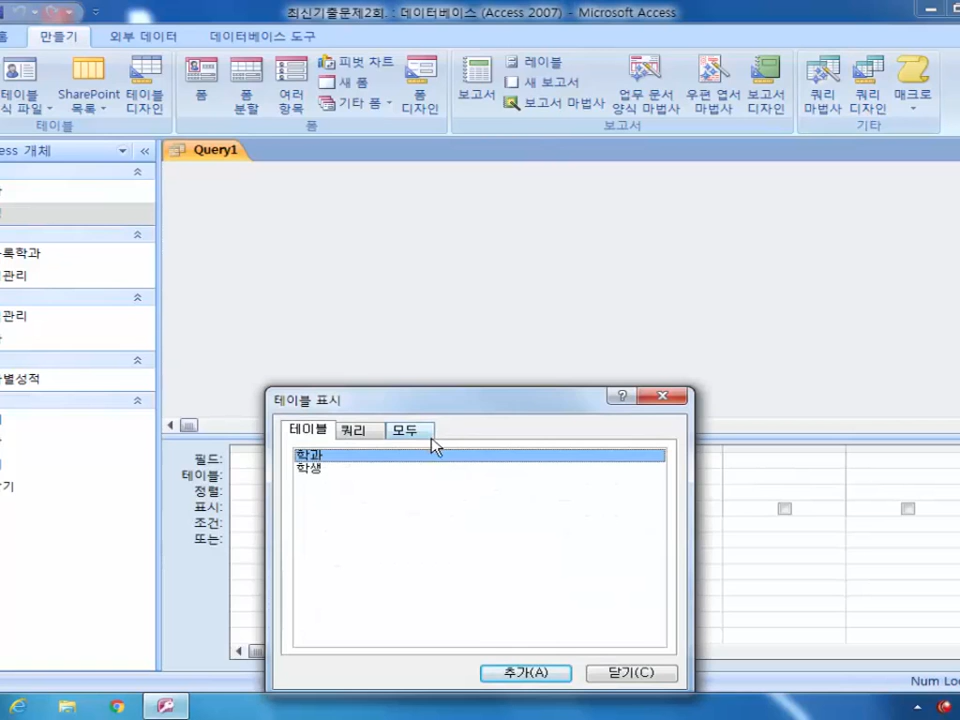 최신기출문제2회. : 데이터베이스 (Access 2007) - Microsoft Access
홈 만들기 외부 데이터 데이터베이스 도구
테이블
식 파일
SharePoint
목록
테이블
디자인
테이블
폼
폼
분할
여러
항목
피벗 차트
새 폼
기타 폼
폼
디자인
폼
보고서
레이블
새 보고서
보고서 마법사
업무 문서
양식 마법사
우편 엽서
마법사
보고서
디자인
보고서
쿼리
마법사
쿼리
디자인
매크로
기타
ess 개체
Query1
록학과
관리
관리
별성적
기
테이블 표시
테이블 쿼리 모두
학과
학생
필드:
테이블:
정렬:
표시:
조건:
또는:
추가(A) 닫기(C)
Num Loc